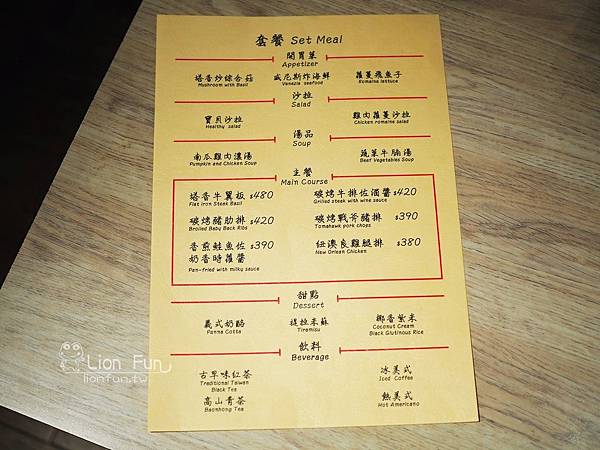 套餐 Set Meal
開胃菜
Appetizer
塔香炒綜合菇 威尼斯炸海鮮 蘿蔓飛魚子
Mushroom with Basil Venezia seafood Romaine lettuce
沙拉
Salad
寶貝沙拉 雞肉蘿蔓沙拉
Healthy salad Chicken romaine salad
湯品
Soup
南瓜雞肉濃湯 蔬菜牛腩湯
Pumpkin and Chicken Soup Beef Vegetables Soup
主餐
Main Course
塔香牛翼板 $480 碳烤牛排佐酒醬 $420
Flat iron Steak Basil Grilled steak with wine sauce
碳烤豬肋排 $420 碳烤戰斧豬排 $390
Broiled Baby Back Ribs Tomahawk pork chops
香煎鮭魚佐 $390 紐澳良雞腿排 $380
奶香時蘿醬 New Orlean Chicken
Pan-fried with milky sauce
甜點
Dessert
義式奶酪 提拉米蘇 椰香紫米
Panna Cotta Tiramisu Coconut Cream
Black Glutinous Rice
飲料
Beverage
古早味紅茶 冰美式
Traditional Taiwan Iced Coffee
Black Tea
高山青茶 熱美式
Baozhong Tea Hot Americano
Lion Fun
lionfun.tw